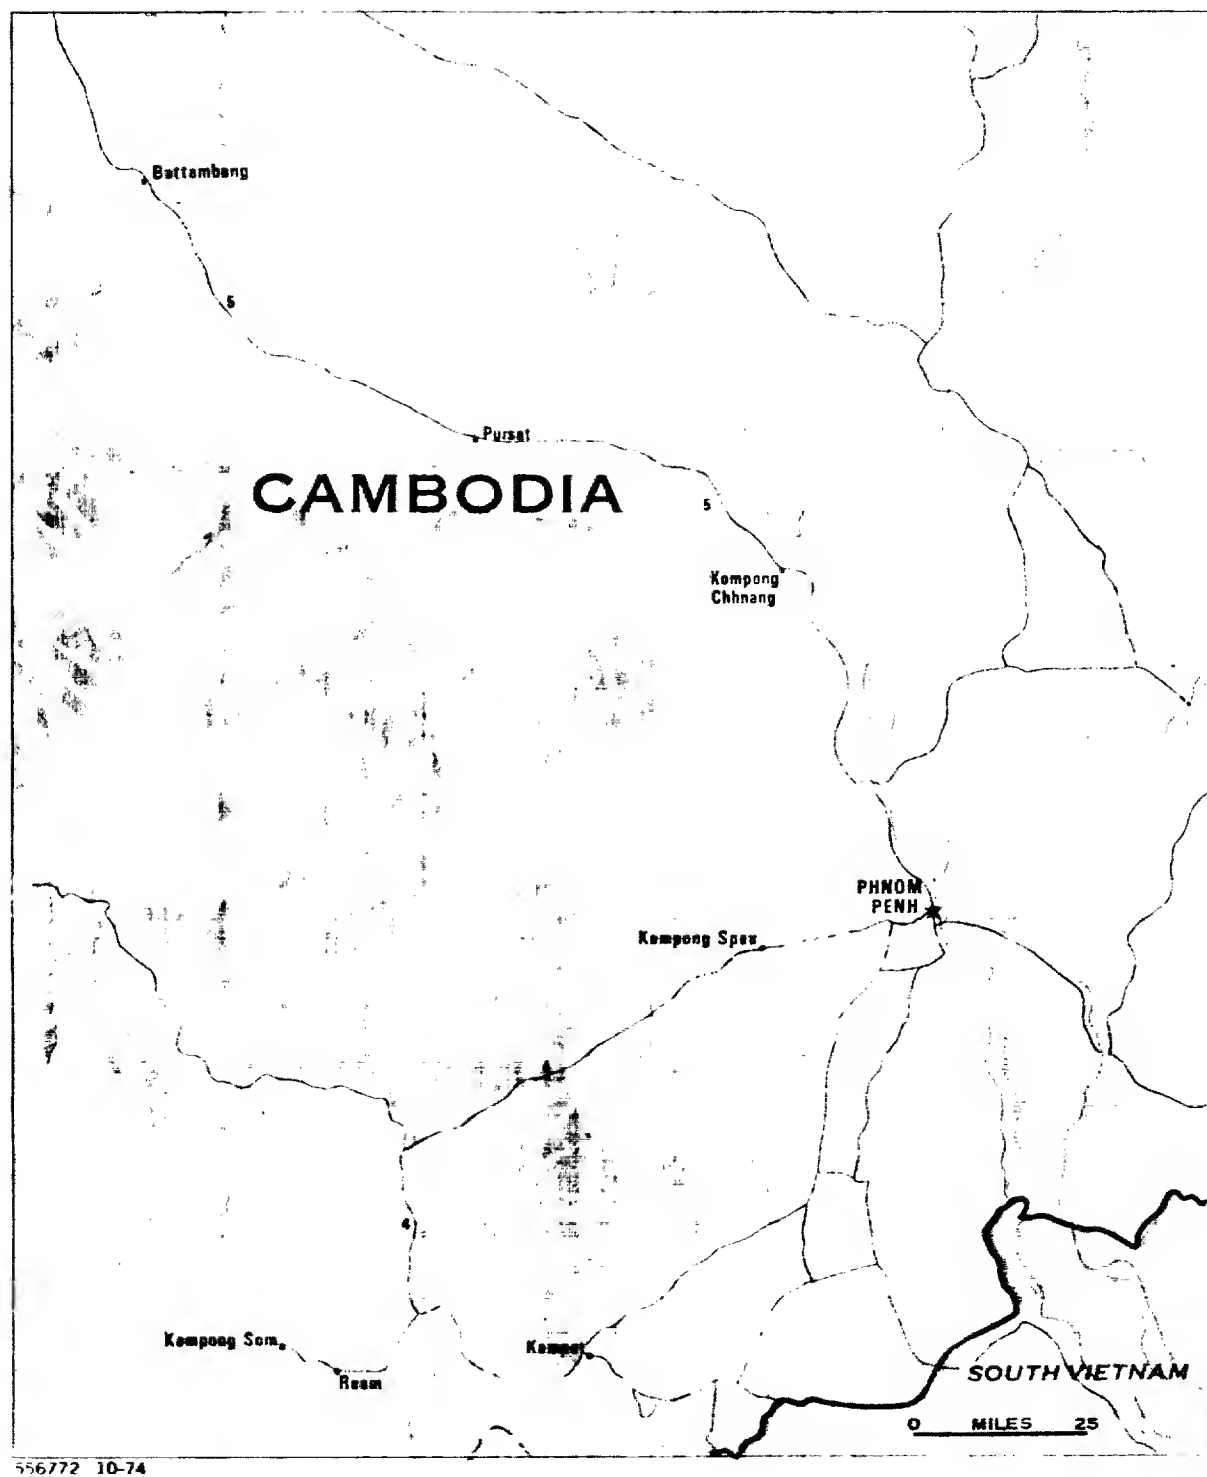 Battambang
5
Pursat
CAMBODIA
5
Kompong
Chhnang
PHNOM
PENH
Kompong Speu
4
4
Kompong Som
Ream
Kampot
SOUTH VIETNAM
0 MILES 25
556772 10-74